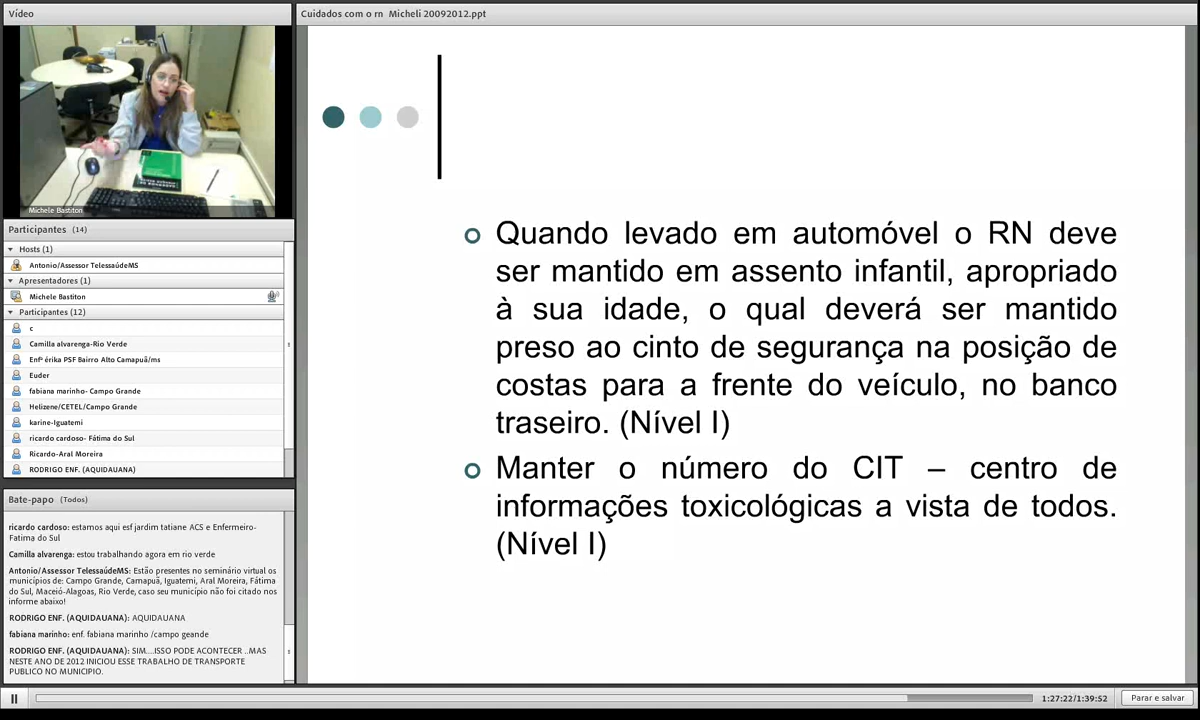 Vídeo
Michele Bastiton
Participantes (14)
Hosts (1)
Antonio/Assessor TelessaúdeMS
Apresentadores (1)
Michele Bastiton
Participantes (12)
c
Camilla alvarenga-Rio Verde
Enfª érika PSF Bairro Alto Camapuã/ms
Euder
fabiana marinho- Campo Grande
Helizene/CETEL/Campo Grande
karine-Iguatemi
ricardo cardoso- Fátima do Sul
Ricardo-Aral Moreira
RODRIGO ENF. (AQUIDAUANA)
Bate-papo (Todos)
ricardo cardoso: estamos aqui esf jardim tatiane ACS e Enfermeiro-
Fatima do Sul
Camilla alvarenga: estou trabalhando agora em rio verde
Antonio/Assessor TelessaúdeMS: Estão presentes no seminário virtual os
municípios de: Campo Grande, Camapuã, Iguatemi, Aral Moreira, Fátima
do Sul, Maceió-Alagoas, Rio Verde, caso seu município não foi citado nos
informe abaixo!
RODRIGO ENF. (AQUIDAUANA): AQUIDAUANA
fabiana marinho: enf. fabiana marinho /campo geande
RODRIGO ENF. (AQUIDAUANA): SIM....ISSO PODE ACONTECER ..MAS
NESTE ANO DE 2012 INICIOU ESSE TRABALHO DE TRANSPORTE
PUBLICO NO MUNICIPIO.
Cuidados com o rn Micheli 20092012.ppt
Quando levado em automóvel o RN deve
ser mantido em assento infantil, apropriado
à sua idade, o qual deverá ser mantido
preso ao cinto de segurança na posição de
costas para a frente do veículo, no banco
traseiro. (Nível I)
Manter o número do CIT – centro de
informações toxicológicas a vista de todos.
(Nível I)
1:27:22/1:39:52
Parar e salvar